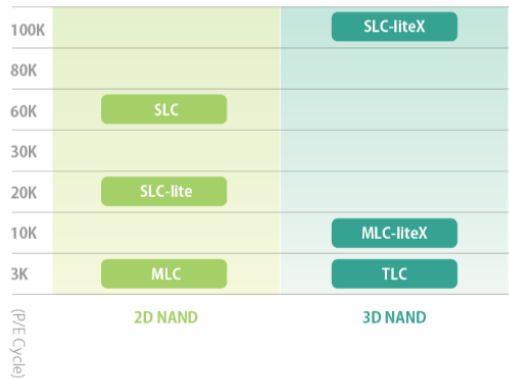 100K SLC-liteX
80K
60K SLC
30K
20K SLC-lite
10K MLC-liteX
3K MLC TLC
2D NAND 3D NAND
(P/E Cycle)